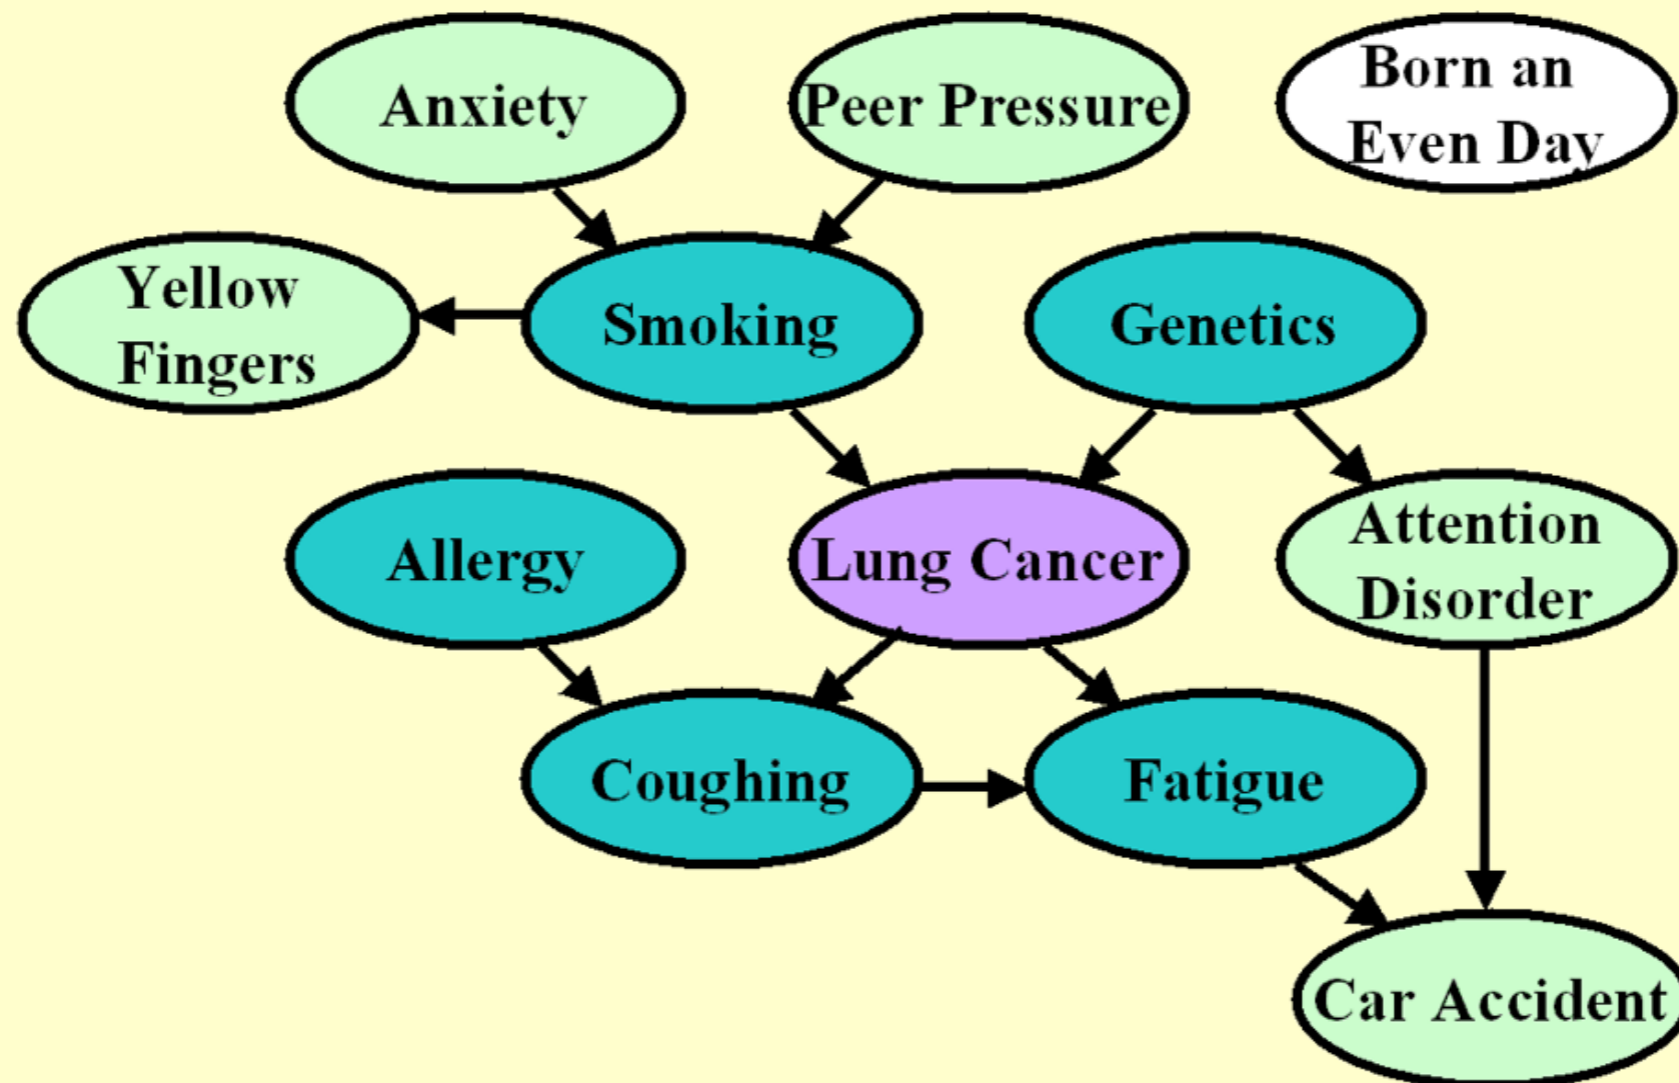 Anxiety
Peer Pressure
Born an
Even Day
Yellow
Fingers
Smoking
Genetics
Allergy
Lung Cancer
Attention
Disorder
Coughing
Fatigue
Car Accident